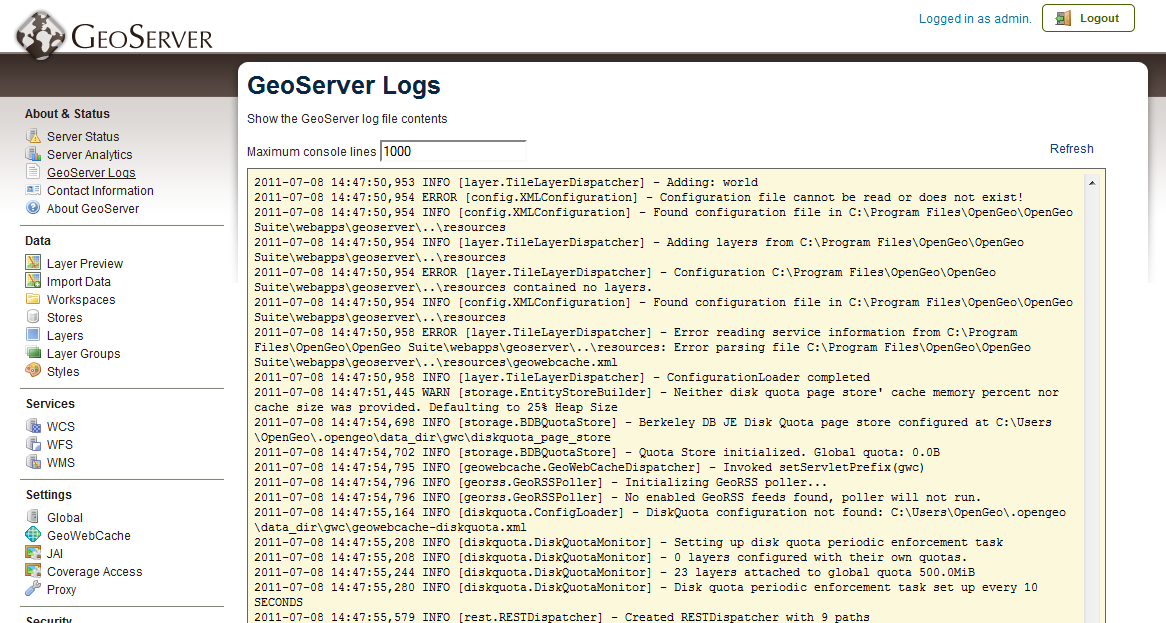 GEOSERVER
Logged in as admin.
Logout
About & Status
Server Status
Server Analytics
GeoServer Logs
Contact Information
About GeoServer
Data
Layer Preview
Import Data
Workspaces
Stores
Layers
Layer Groups
Styles
Services
WCS
WFS
WMS
Settings
Global
GeoWebCache
JAI
Coverage Access
Proxy
Security
GeoServer Logs
Show the GeoServer log file contents
Maximum console lines 1000
Refresh
2011-07-08 14:47:50,953 INFO [layer.TileLayerDispatcher] - Adding: world
2011-07-08 14:47:50,954 ERROR [config.XMLConfiguration] - Configuration file cannot be read or does not exist!
2011-07-08 14:47:50,954 INFO [config.XMLConfiguration] - Found configuration file in C:\Program Files\OpenGeo\OpenGeo
Suite\webapps\geoserver\..\resources
2011-07-08 14:47:50,954 INFO [layer.TileLayerDispatcher] - Adding layers from C:\Program Files\OpenGeo\OpenGeo
Suite\webapps\geoserver\..\resources
2011-07-08 14:47:50,954 ERROR [layer.TileLayerDispatcher] - Configuration C:\Program Files\OpenGeo\OpenGeo
Suite\webapps\geoserver\..\resources contained no layers.
2011-07-08 14:47:50,954 INFO [config.XMLConfiguration] - Found configuration file in C:\Program Files\OpenGeo\OpenGeo
Suite\webapps\geoserver\..\resources
2011-07-08 14:47:50,958 ERROR [layer.TileLayerDispatcher] - Error reading service information from C:\Program
Files\OpenGeo\OpenGeo Suite\webapps\geoserver\..\resources: Error parsing file C:\Program Files\OpenGeo\OpenGeo
Suite\webapps\geoserver\..\resources\geowebcache.xml
2011-07-08 14:47:50,958 INFO [layer.TileLayerDispatcher] - ConfigurationLoader completed
2011-07-08 14:47:51,445 WARN [storage.EntityStoreBuilder] - Neither disk quota page store' cache memory percent nor
cache size was provided. Defaulting to 25% Heap Size
2011-07-08 14:47:54,698 INFO [storage.BDBQuotaStore] - Berkeley DB JE Disk Quota page store configured at C:\Users
\OpenGeo\.opengeo\data_dir\gwc\diskquota_page_store
2011-07-08 14:47:54,702 INFO [storage.BDBQuotaStore] - Quota Store initialized. Global quota: 0.0B
2011-07-08 14:47:54,795 INFO [geowebcache.GeoWebCacheDispatcher] - Invoked setServletPrefix(gwc)
2011-07-08 14:47:54,796 INFO [georss.GeoRSSPoller] - Initializing GeoRSS poller...
2011-07-08 14:47:54,796 INFO [georss.GeoRSSPoller] - No enabled GeoRSS feeds found, poller will not run.
2011-07-08 14:47:55,164 INFO [diskquota.ConfigLoader] - DiskQuota configuration not found: C:\Users\OpenGeo\.opengeo
\data_dir\gwc\geowebcache-diskquota.xml
2011-07-08 14:47:55,208 INFO [diskquota.DiskQuotaMonitor] - Setting up disk quota periodic enforcement task
2011-07-08 14:47:55,208 INFO [diskquota.DiskQuotaMonitor] - 0 layers configured with their own quotas.
2011-07-08 14:47:55,244 INFO [diskquota.DiskQuotaMonitor] - 23 layers attached to global quota 500.0MiB
2011-07-08 14:47:55,280 INFO [diskquota.DiskQuotaMonitor] - Disk quota periodic enforcement task set up every 10
SECONDS
2011-07-08 14:47:55,579 INFO [rest.RESTDispatcher] - Created RESTDispatcher with 9 paths